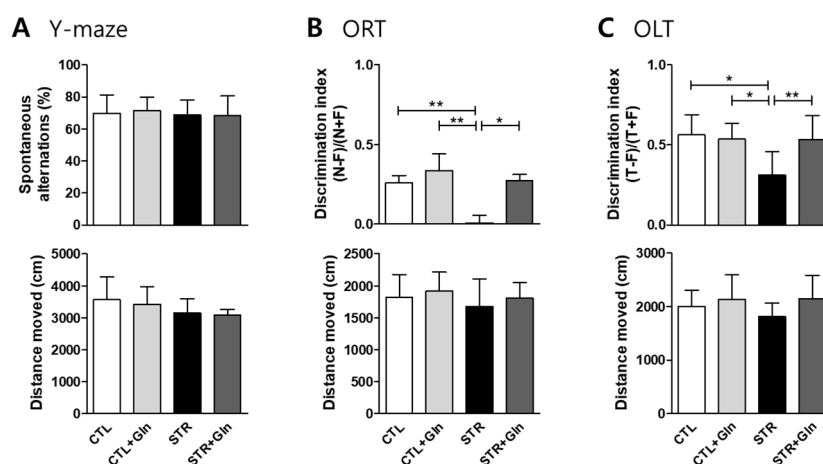 A Y-maze
Spontaneous
alternations (%)
100
80
60
40
20
0
Distance moved (cm)
5000
4000
3000
2000
1000
0
CTL
CTL+Gln
STR
STR+Gln
B ORT
Discrimination index
(N-F)/(N+F)
1.0
0.5
0.0
**
**
*
Distance moved (cm)
2500
2000
1500
1000
500
0
CTL
CTL+Gln
STR
STR+Gln
C OLT
Discrimination index
(T-F)/(T+F)
1.0
0.5
0.0
*
*
**
Distance moved (cm)
3000
2000
1000
0
CTL
CTL+Gln
STR
STR+Gln